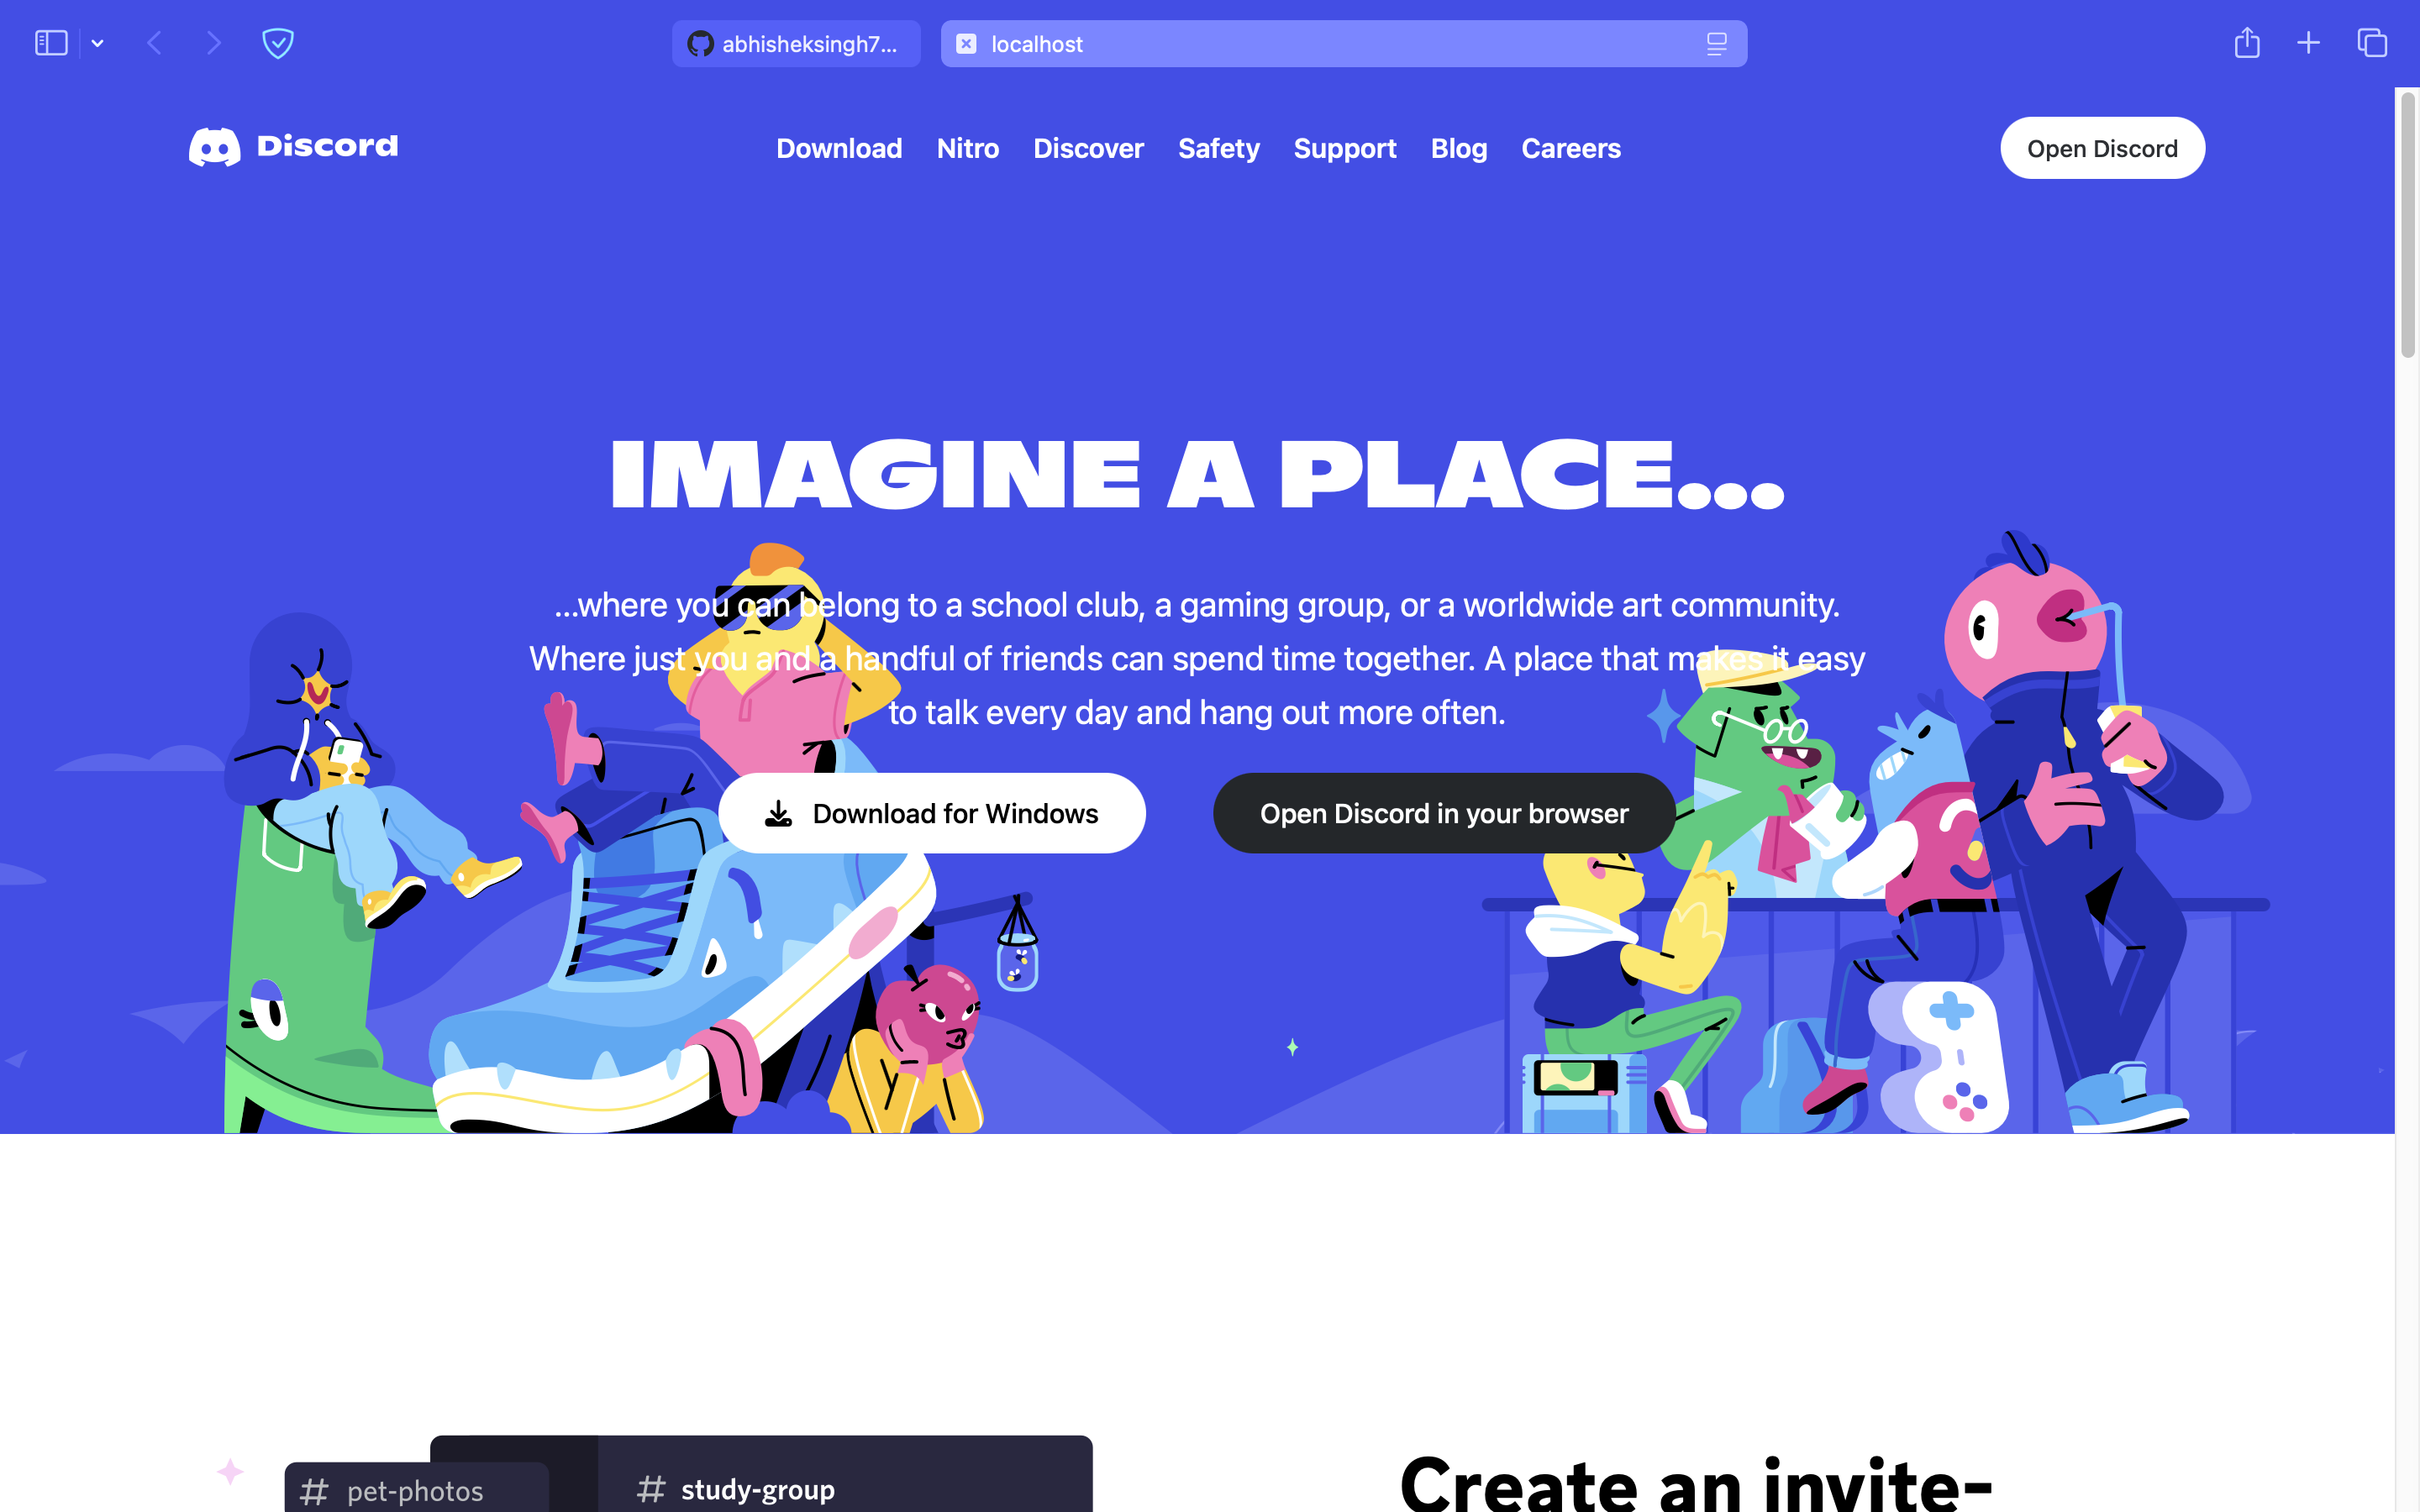 abhisheksingh7...
localhost
Discord
Download Nitro Discover Safety Support Blog Careers
Open Discord
IMAGINE A PLACE...
...where you can belong to a school club, a gaming group, or a worldwide art community.
Where just you and a handful of friends can spend time together. A place that makes it easy
to talk every day and hang out more often.
Download for Windows
Open Discord in your browser
# pet-photos
# study-group
Create an invite-